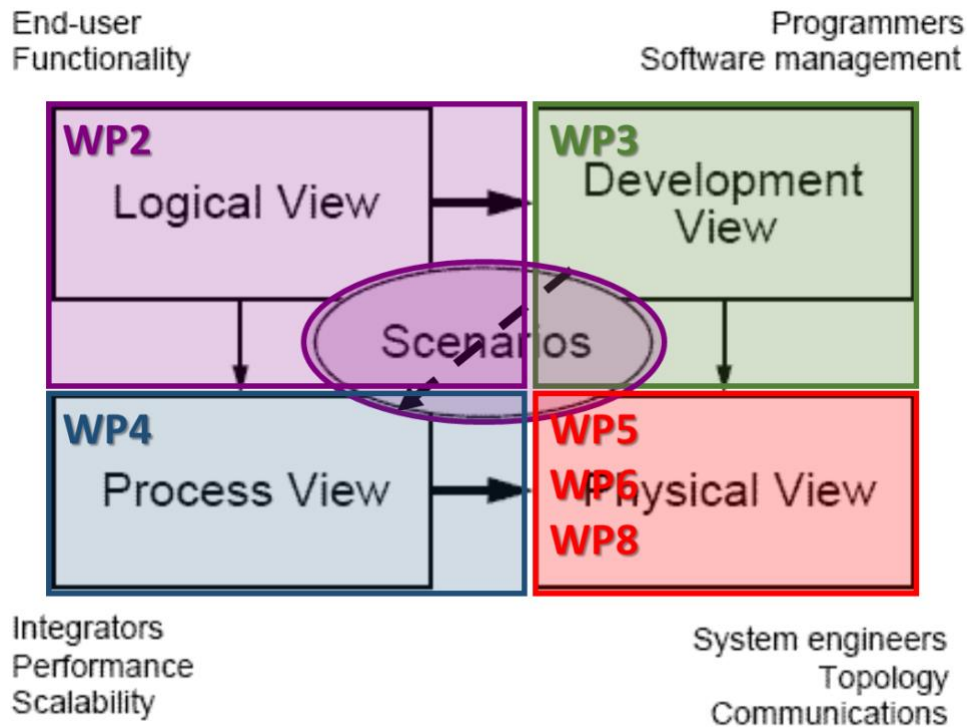 End-user
Functionality
Programmers
Software management
WP2
Logical View
WP3
Development
View
Scenarios
WP4
Process View
WP5
WP6
Physical View
WP8
Integrators
Performance
Scalability
System engineers
Topology
Communications